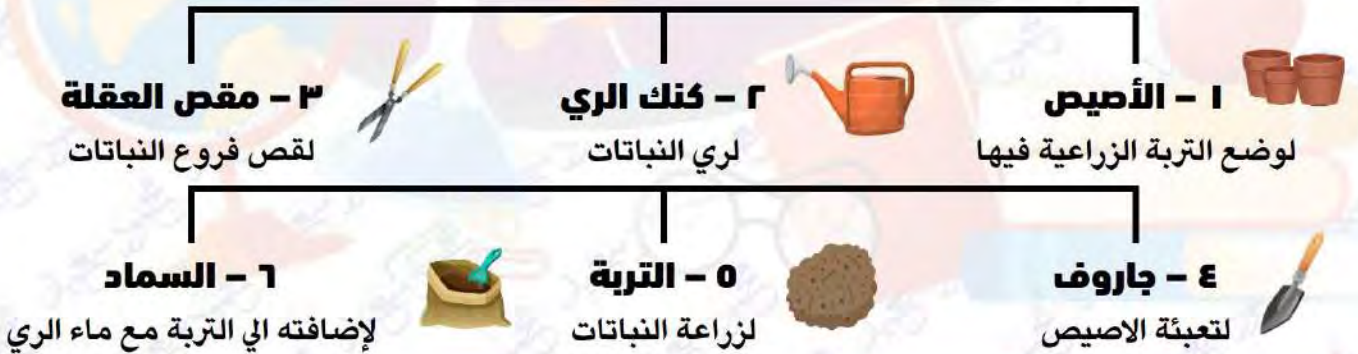 ١ – الأصيص
لوضع التربة الزراعية فيها
٢ – كنك الري
لري النباتات
٣ – مقص العقلة
لقص فروع النباتات
٤ – جاروف
لتعبئة الاصيص
٥ – التربة
لزراعة النباتات
٦ – السماد
لإضافته الي التربة مع ماء الري